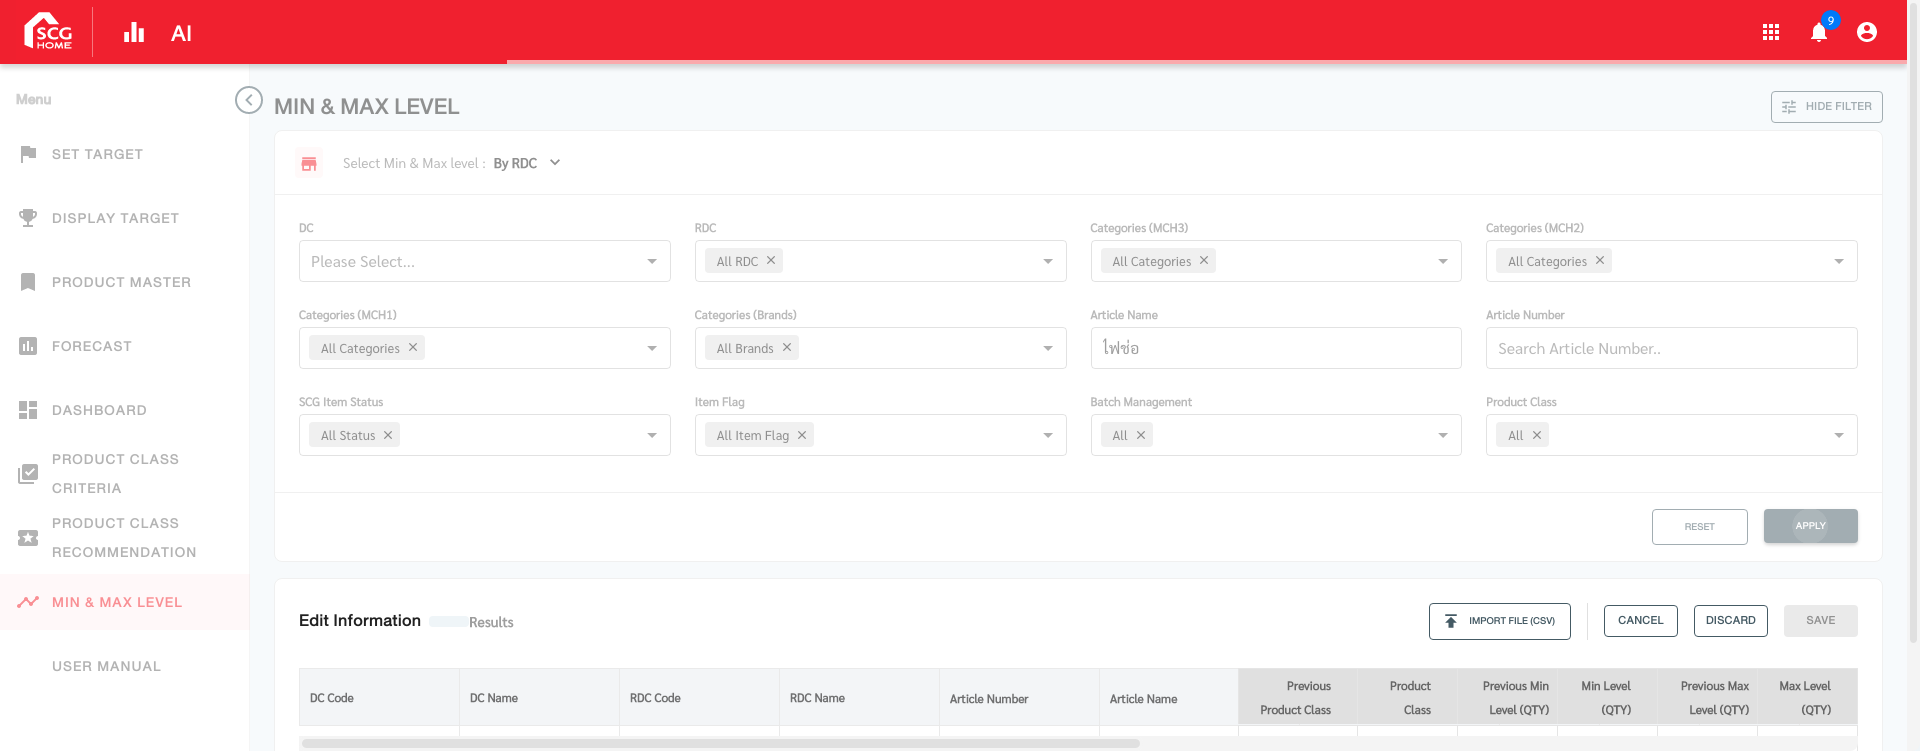 SCG
HOME
AI
9
Menu
SET TARGET
DISPLAY TARGET
PRODUCT MASTER
FORECAST
DASHBOARD
PRODUCT CLASS
CRITERIA
PRODUCT CLASS
RECOMMENDATION
MIN & MAX LEVEL
USER MANUAL
MIN & MAX LEVEL
HIDE FILTER
Select Min & Max level : By RDC
DC
RDC
Categories (MCH3)
Categories (MCH2)
Please Select...
All RDC
All Categories
All Categories
Categories (MCH1)
Categories (Brands)
Article Name
Article Number
All Categories
All Brands
ไฟช่อ
Search Article Number..
SCG Item Status
Item Flag
Batch Management
Product Class
All Status
All Item Flag
All
All
RESET
APPLY
Edit Information
Results
IMPORT FILE (CSV)
CANCEL
DISCARD
SAVE
DC Code
DC Name
RDC Code
RDC Name
Article Number
Article Name
Previous
Product Class
Product
Class
Previous Min
Level (QTY)
Min Level
(QTY)
Previous Max
Level (QTY)
Max Level
(QTY)